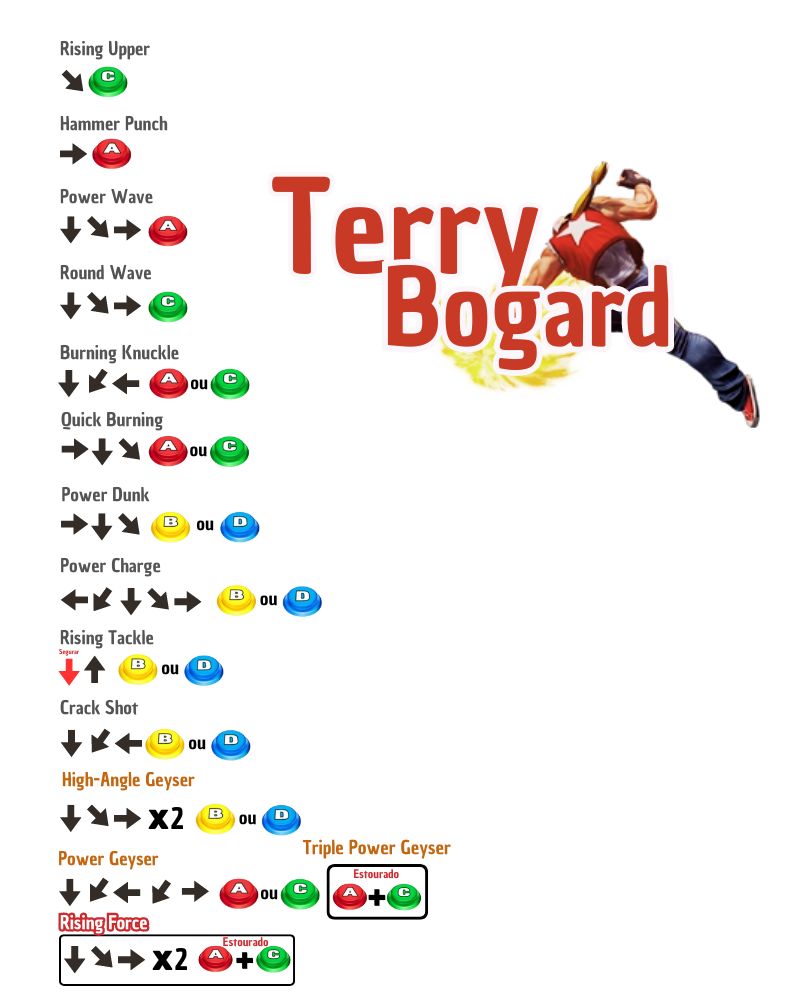 Rising Upper
C
Hammer Punch
A
Power Wave
A
Round Wave
C
Terry
Bogard
Burning Knuckle
A ou C
Quick Burning
A ou C
Power Dunk
B ou D
Power Charge
B ou D
Rising Tackle
Segurar
B ou D
Crack Shot
B ou D
High-Angle Geyser
x2 B ou D
Power Geyser
A ou C
Triple Power Geyser
Estourado
A + C
Rising Force
x2 Estourado
A + C